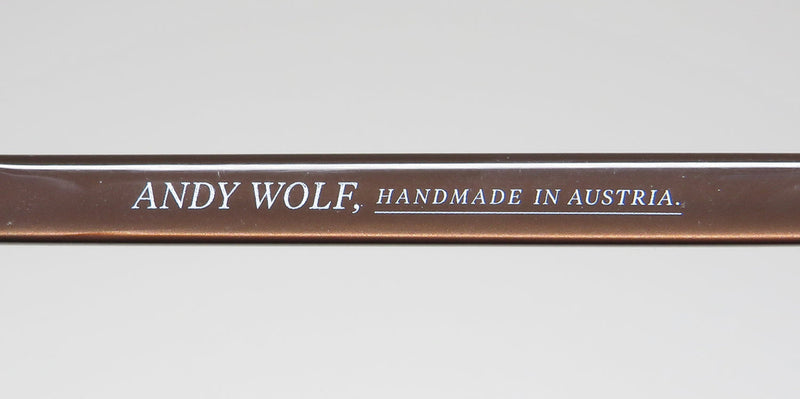 ANDY WOLF, HANDMADE IN AUSTRIA.